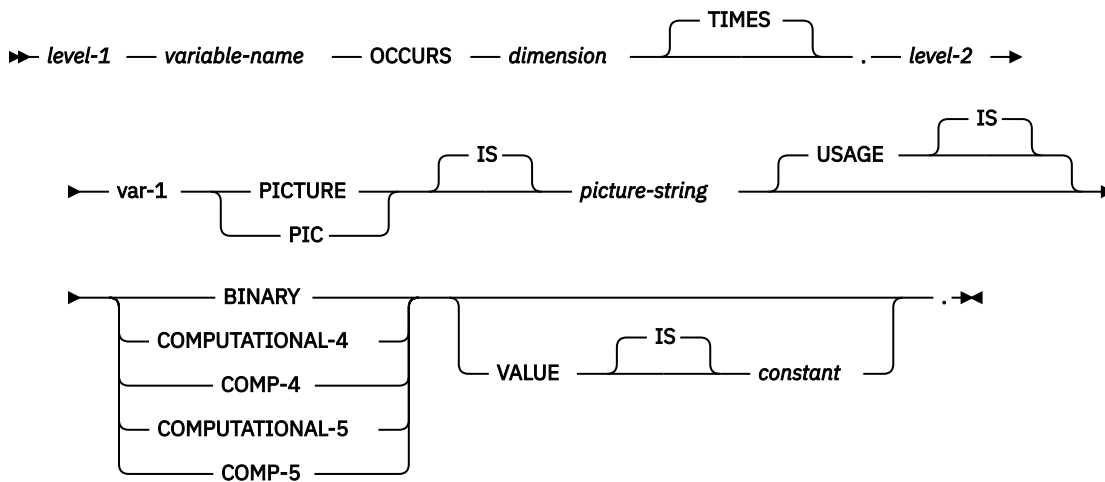 TIMES
level-1 variable-name OCCURS dimension . level-2
IS IS
USAGE
var-1 PICTURE picture-string
PIC
BINARY .
COMPUTATIONAL-4 IS
COMP-4 VALUE constant
COMPUTATIONAL-5
COMP-5